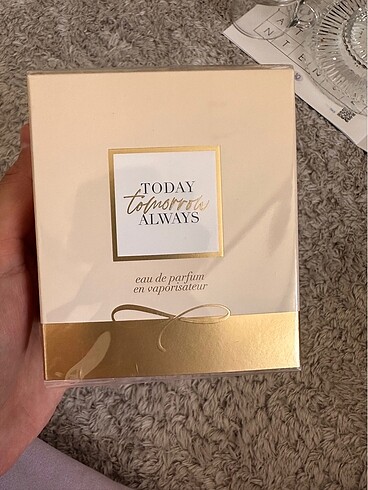 TODAY
tomorrow
ALWAYS
eau de parfum
en vaporisateur